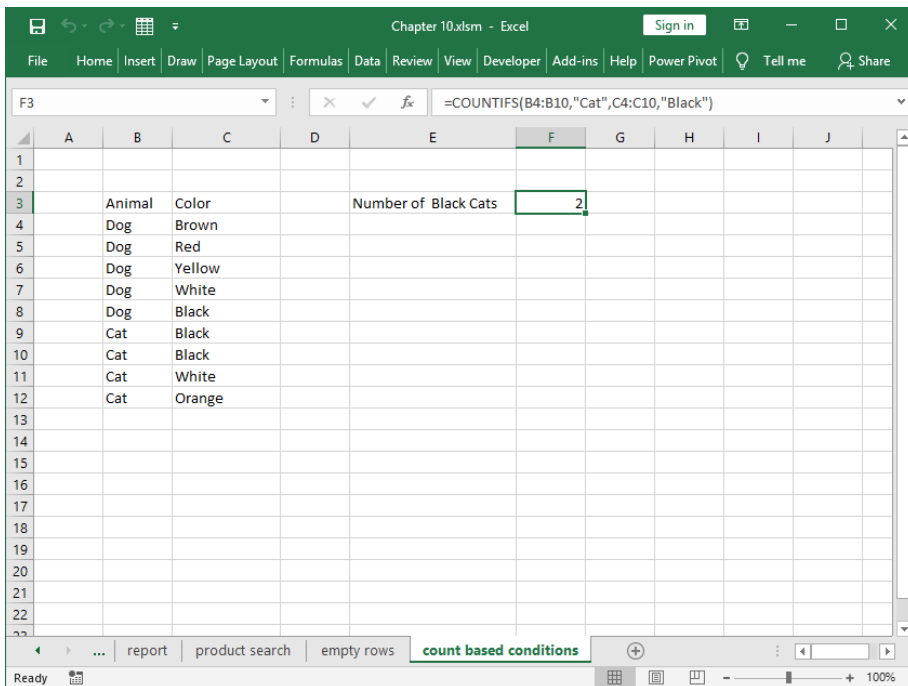 Chapter 10.xlsm - Excel Sign in
File Home Insert Draw Page Layout Formulas Data Review View Developer Add-ins Help Power Pivot Tell me Share
F3 fx =COUNTIFS(B4:B10,"Cat",C4:C10,"Black")
A B C D E F G H I J
1
2
3 Animal Color Number of Black Cats 2
4 Dog Brown
5 Dog Red
6 Dog Yellow
7 Dog White
8 Dog Black
9 Cat Black
10 Cat Black
11 Cat White
12 Cat Orange
13
14
15
16
17
18
19
20
21
22
23
... report product search empty rows count based conditions
Ready 100%